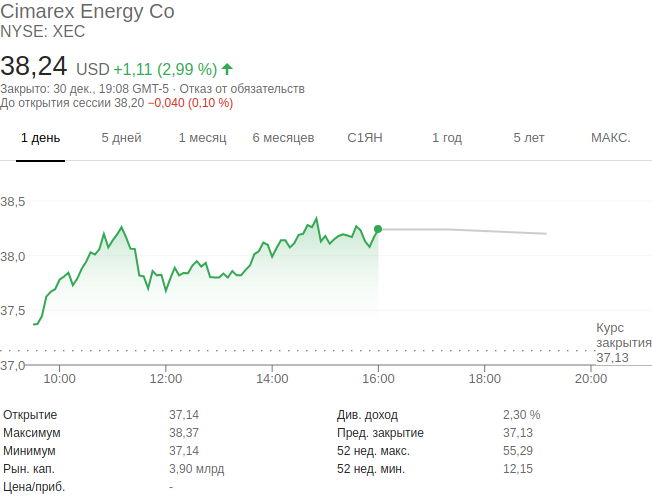 Cimarex Energy Co
NYSE: XEC
38,24 USD +1,11 (2,99 %)
Закрыто: 30 дек., 19:08 GMT-5 · Отказ от обязательств
До открытия сессии 38,20 −0,040 (0,10 %)
1 день 5 дней 1 месяц 6 месяцев С1ЯН 1 год 5 лет МАКС.
38,5
38,0
37,5
Курс
закрытия
37,13
37,0
10:00 12:00 14:00 16:00 18:00 20:00
Открытие 37,14 Див. доход 2,30 %
Максимум 38,37 Пред. закрытие 37,13
Минимум 37,14 52 нед. макс. 55,29
Рын. кап. 3,90 млрд 52 нед. мин. 12,15
Цена/приб. -